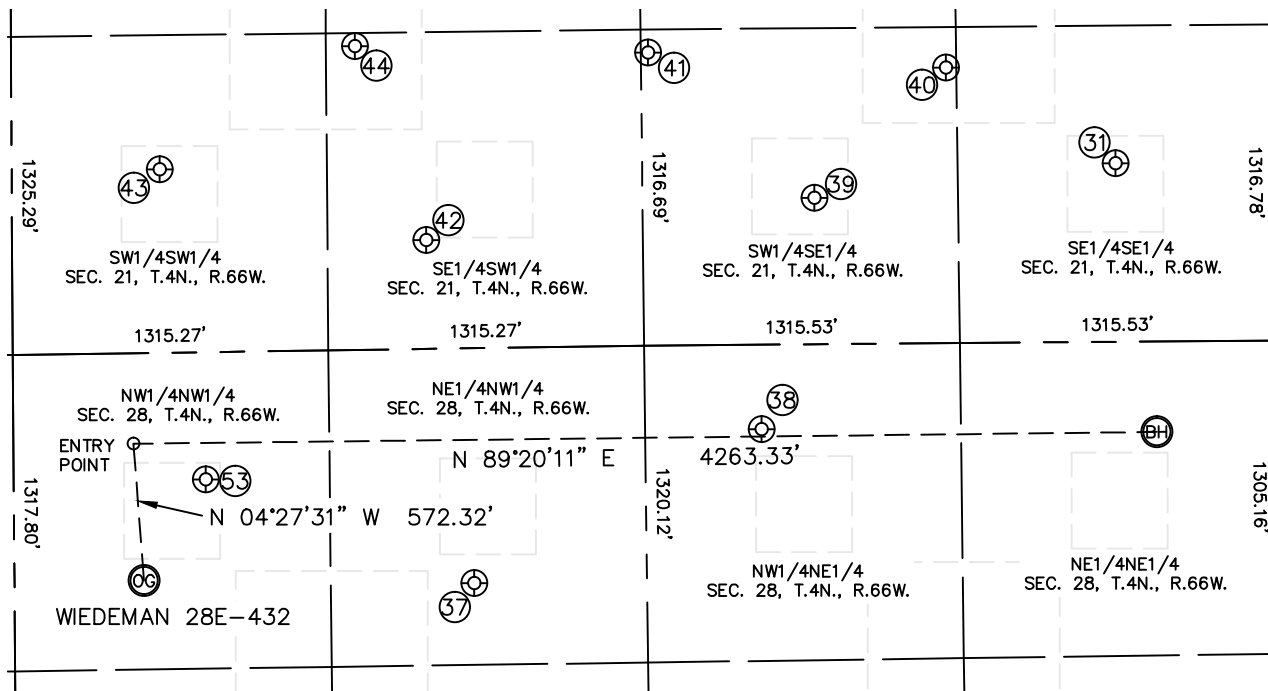 44
41
40
31
43
42
39
1325.29'
1316.69'
1316.78'
SW1/4SW1/4
SEC. 21, T.4N., R.66W.
SE1/4SW1/4
SEC. 21, T.4N., R.66W.
SW1/4SE1/4
SEC. 21, T.4N., R.66W.
SE1/4SE1/4
SEC. 21, T.4N., R.66W.
1315.27'
1315.27'
1315.53'
1315.53'
NW1/4NW1/4
SEC. 28, T.4N., R.66W.
NE1/4NW1/4
SEC. 28, T.4N., R.66W.
38
BH
ENTRY
POINT
N 89°20'11" E 4263.33'
53
1317.80'
1320.12'
1305.16'
N 04°27'31" W 572.32'
OG
WIEDEMAN 28E-432
37
NW1/4NE1/4
SEC. 28, T.4N., R.66W.
NE1/4NE1/4
SEC. 28, T.4N., R.66W.